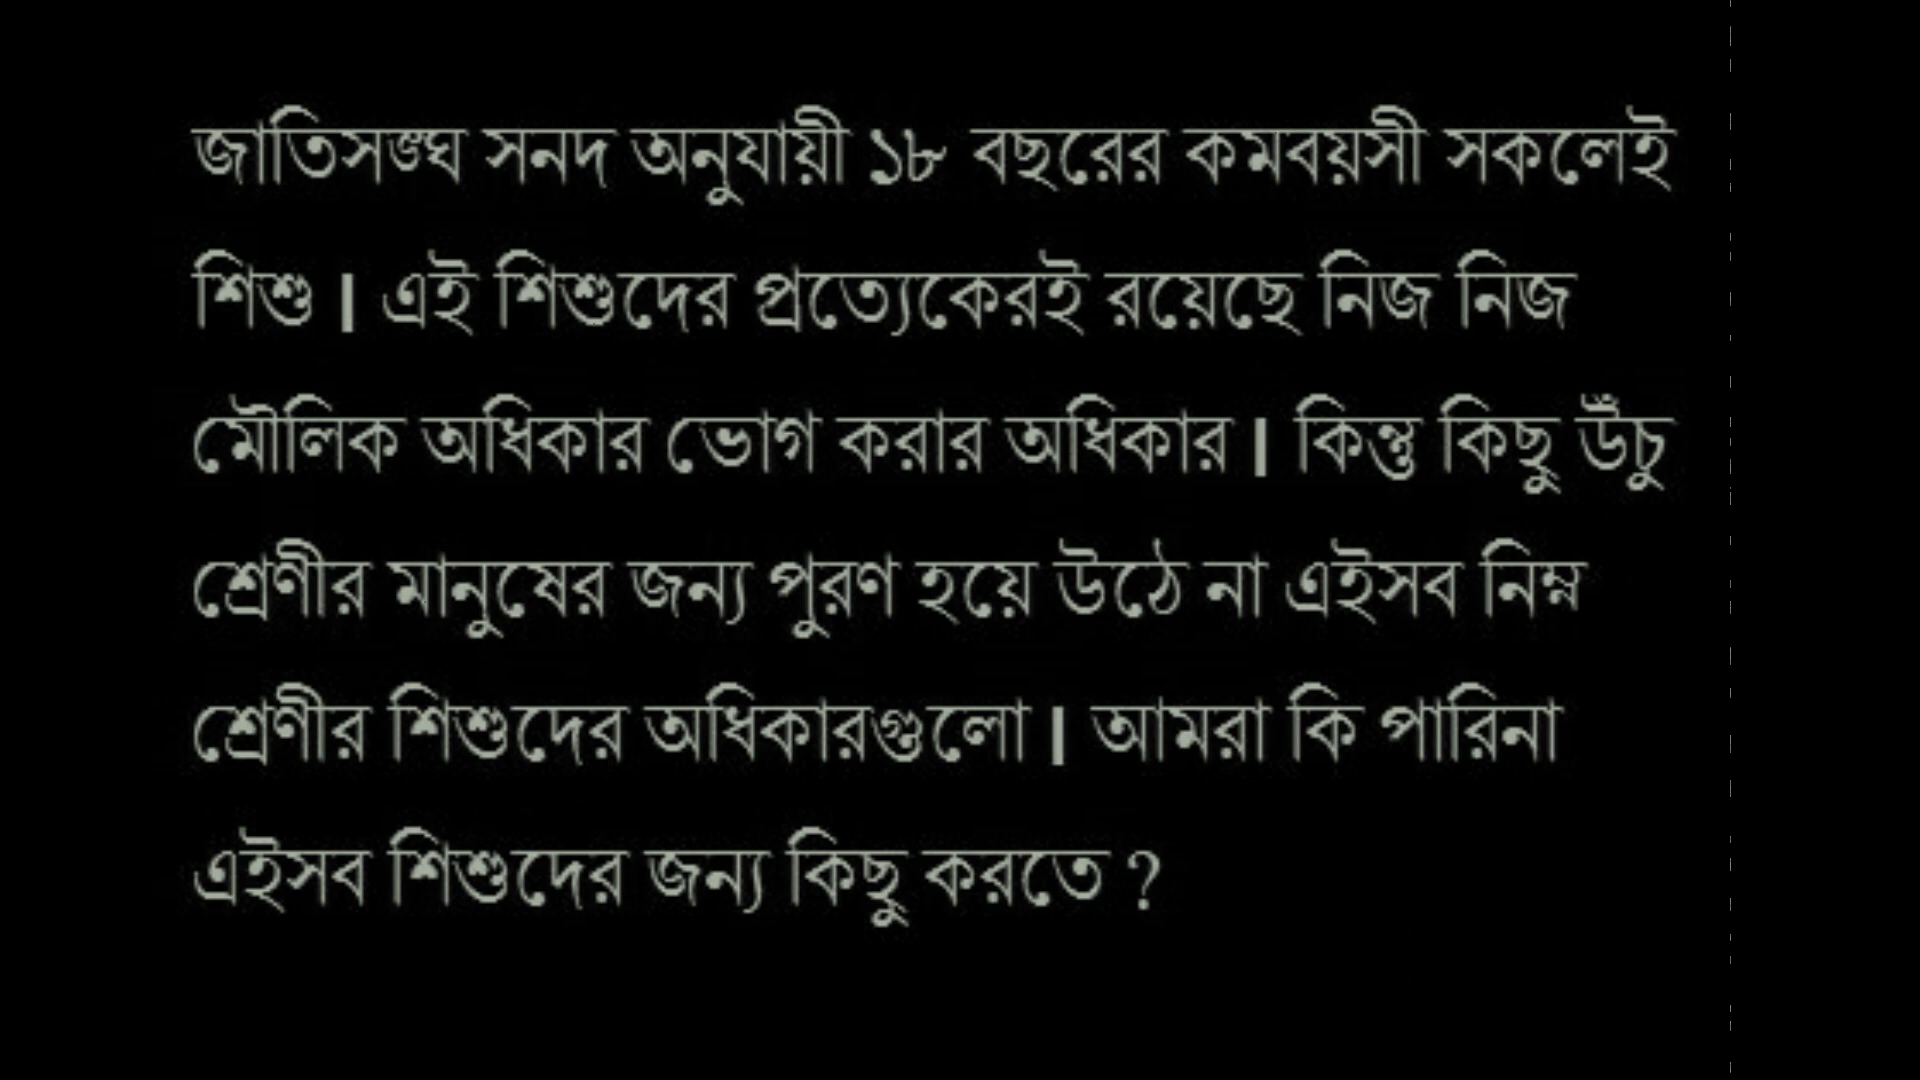 জাতিসঙ্ঘ সনদ অনুযায়ী ১৮ বছরের কমবয়সী সকলেই
শিশু । এই শিশুদের প্রত্যেকেরই রয়েছে নিজ নিজ
মৌলিক অধিকার ভোগ করার অধিকার । কিন্তু কিছু উঁচু
শ্রেণীর মানুষের জন্য পুরণ হয়ে উঠে না এইসব নিম্ন
শ্রেণীর শিশুদের অধিকারগুলো । আমরা কি পারিনা
এইসব শিশুদের জন্য কিছু করতে ?